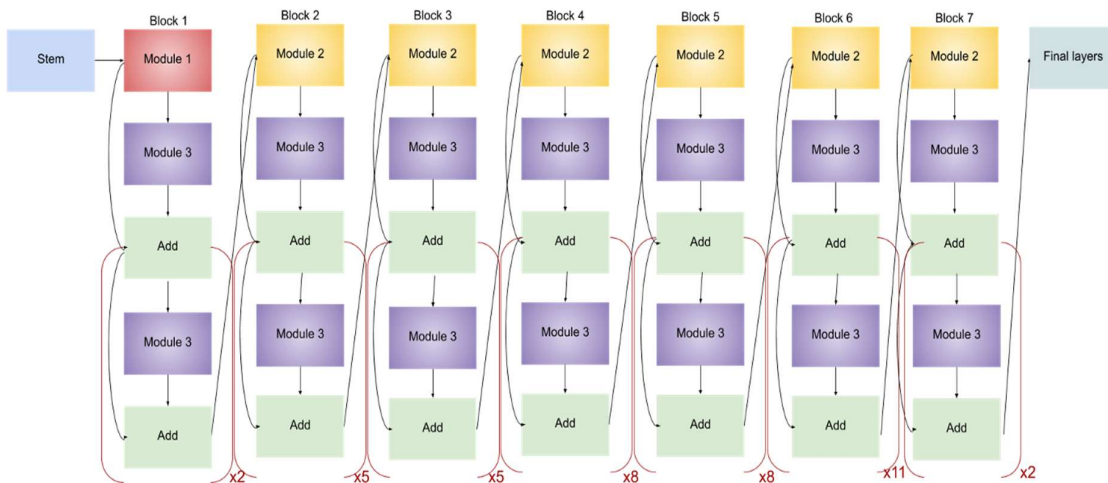 Block 1
Block 2
Block 3
Block 4
Block 5
Block 6
Block 7
Stem
Module 1
Module 2
Module 2
Module 2
Module 2
Module 2
Module 2
Final layers
Module 3
Module 3
Module 3
Module 3
Module 3
Module 3
Module 3
Add
Add
Add
Add
Add
Add
Add
Module 3
Module 3
Module 3
Module 3
Module 3
Module 3
Module 3
Add
Add
Add
Add
Add
Add
Add
x2
x5
x5
x8
x8
x11
x2